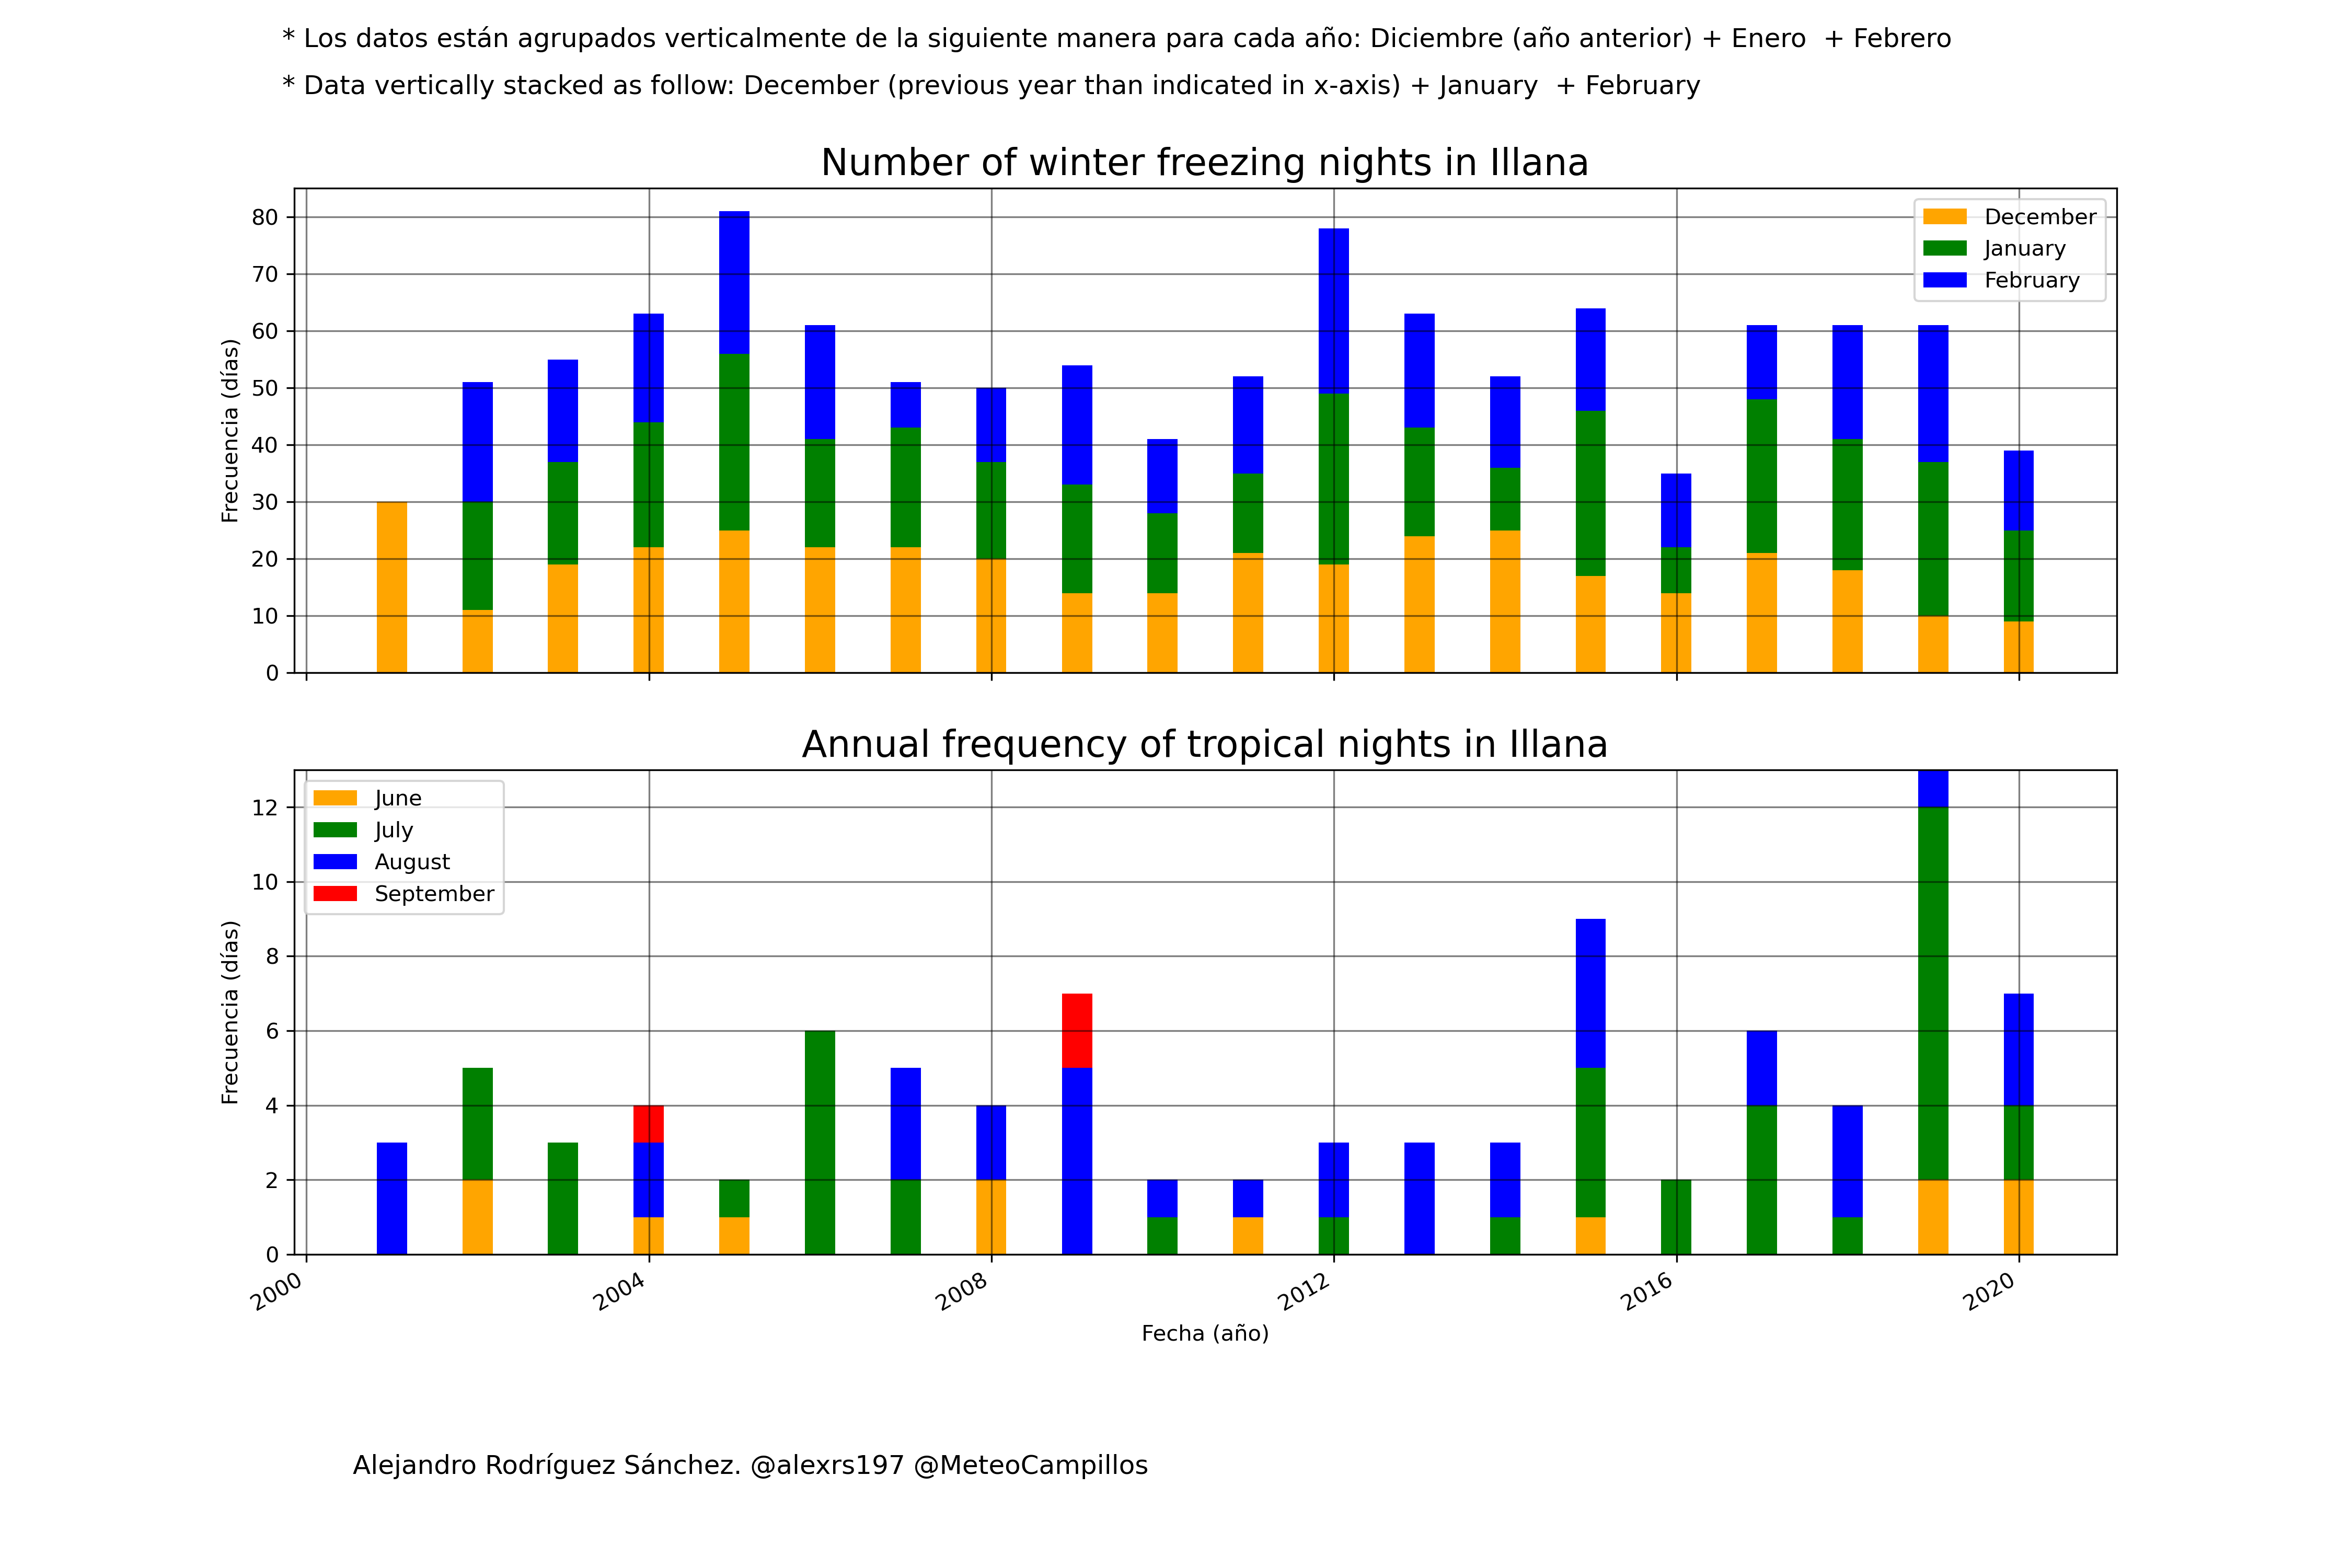 * Los datos están agrupados verticalmente de la siguiente manera para cada año: Diciembre (año anterior) + Enero  + Febrero
* Data vertically stacked as follow: December (previous year than indicated in x-axis) + January  + February
Number of winter freezing nights in Illana
80
70
60
50
40
30
20
10
0
Frecuencia (días)
December
January
February
Annual frequency of tropical nights in Illana
12
10
8
6
4
2
0
Frecuencia (días)
June
July
August
September
2000 2004 2008 2012 2016 2020
Fecha (año)
Alejandro Rodríguez Sánchez. @alexrs197 @MeteoCampillos